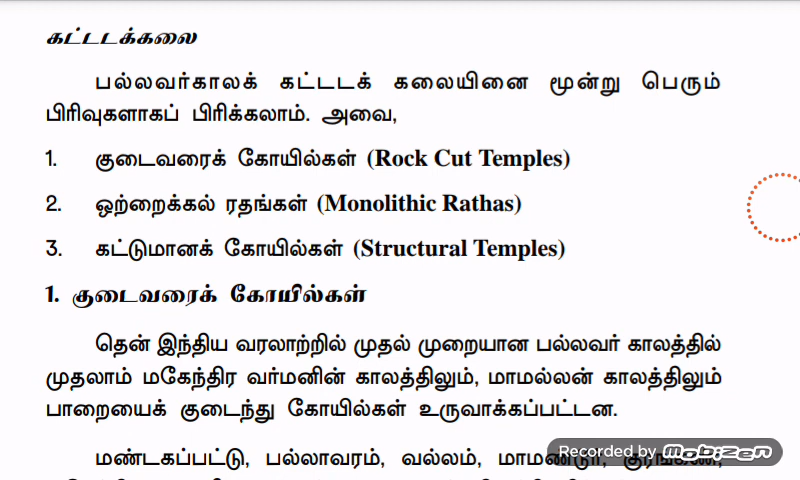 கட்டடக்கலை
பல்லவர்காலக் கட்டடக் கலையினை மூன்று பெரும்
பிரிவுகளாகப் பிரிக்கலாம். அவை,
1. குடைவரைக் கோயில்கள் (Rock Cut Temples)
2. ஒற்றைக்கல் ரதங்கள் (Monolithic Rathas)
3. கட்டுமானக் கோயில்கள் (Structural Temples)
1. குடைவரைக் கோயில்கள்
தென் இந்திய வரலாற்றில் முதல் முறையான பல்லவர் காலத்தில்
முதலாம் மகேந்திர வர்மனின் காலத்திலும், மாமல்லன் காலத்திலும்
பாறையைக் குடைந்து கோயில்கள் உருவாக்கப்பட்டன.
மண்டகப்பட்டு, பல்லாவரம், வல்லம்,
Recorded by mobizen